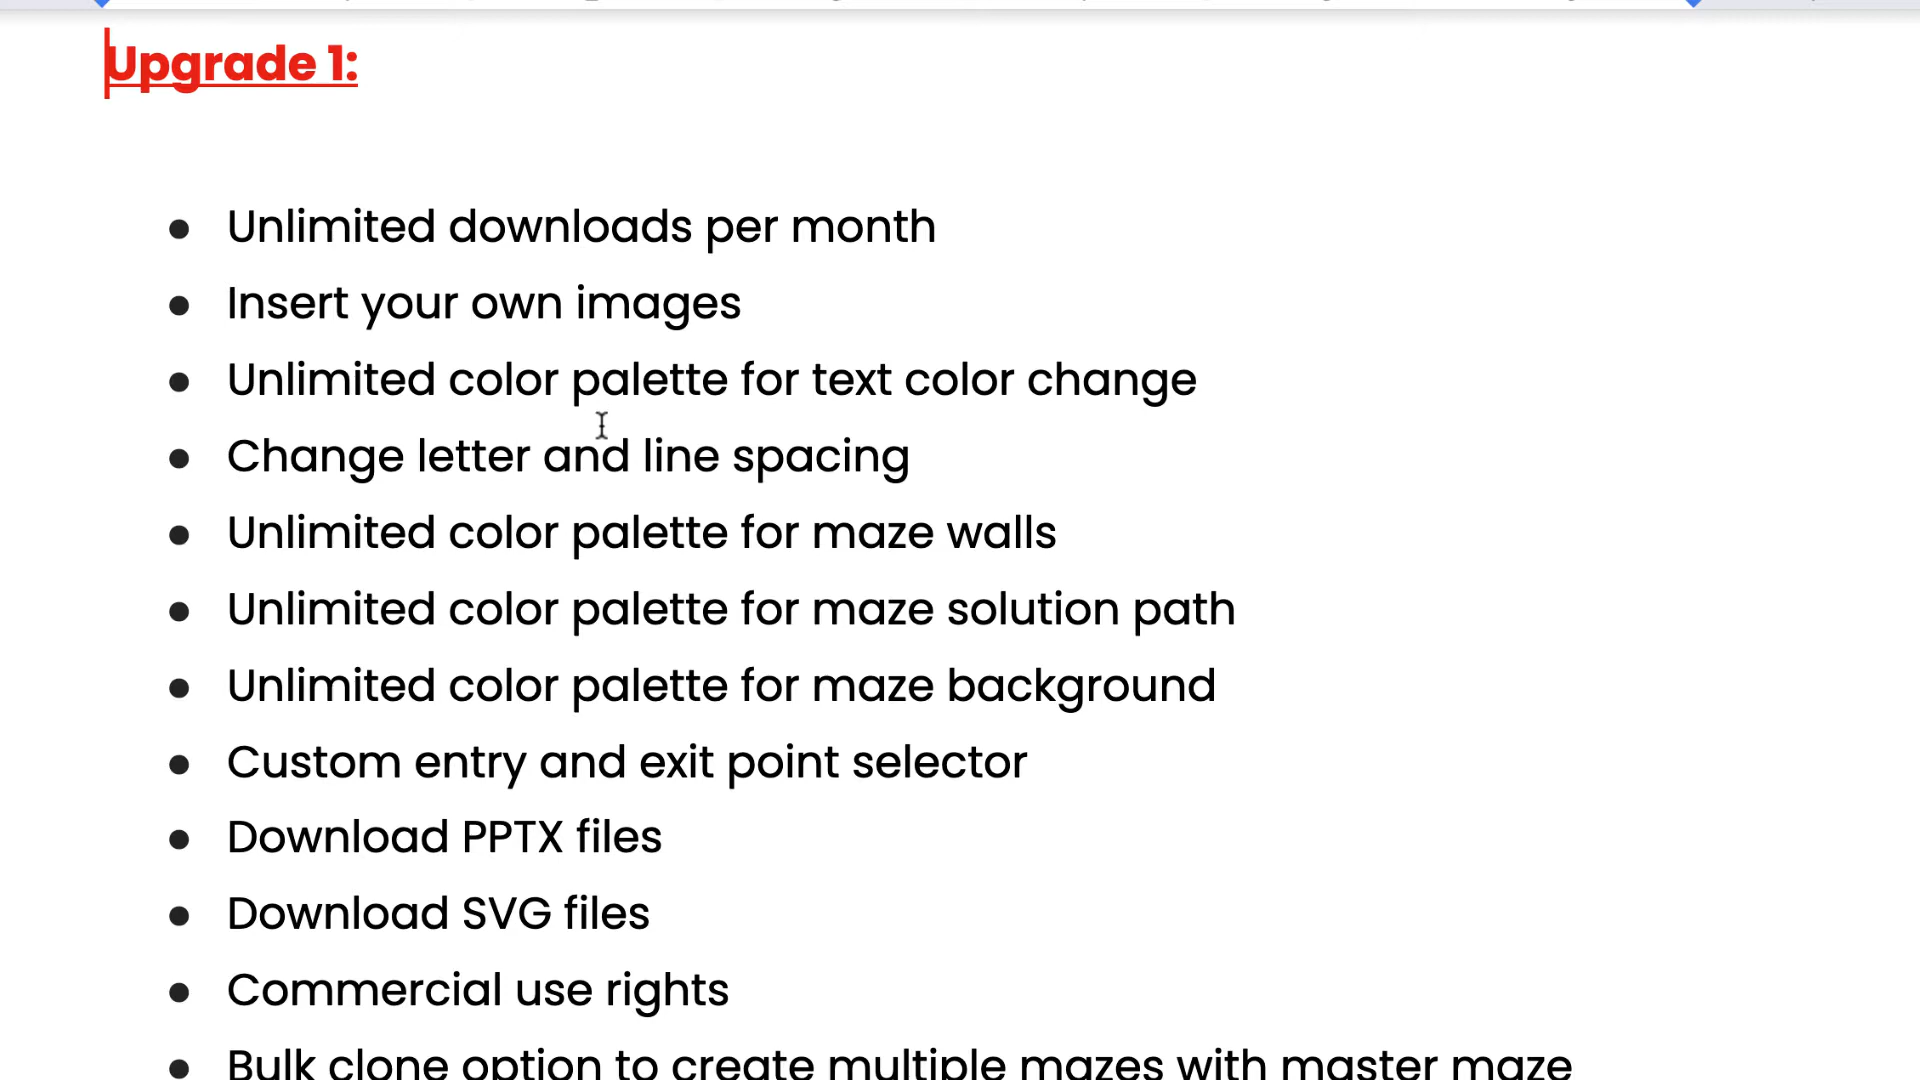 Upgrade 1:
● Unlimited downloads per month
● Insert your own images
● Unlimited color palette for text color change
● Change letter and line spacing
● Unlimited color palette for maze walls
● Unlimited color palette for maze solution path
● Unlimited color palette for maze background
● Custom entry and exit point selector
● Download PPTX files
● Download SVG files
● Commercial use rights
● Bulk clone option to create multiple mazes with master maze